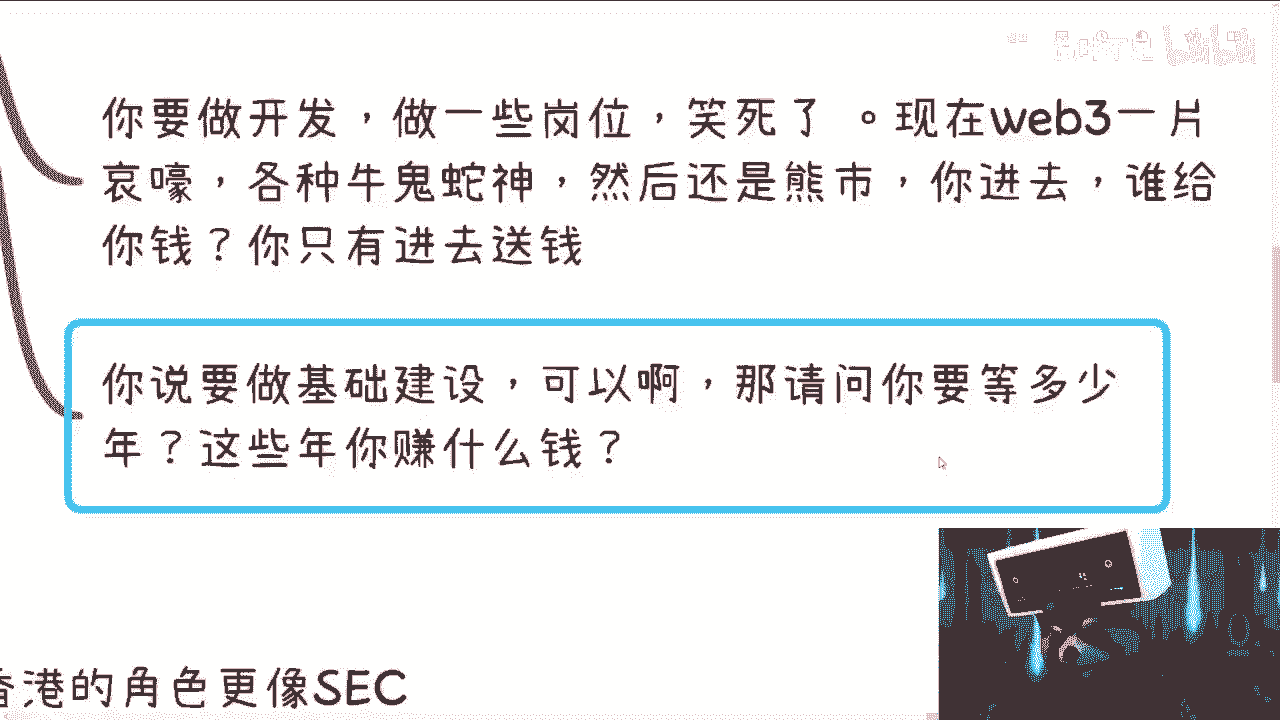 你要做开发，做一些岗位，笑死了 。现在web3一片
哀嚎，各种牛鬼蛇神，然后还是熊市，你进去，谁给
你钱？你只有进去送钱
你说要做基础建设，可以啊，那请问你要等多少
年？这些年你赚什么钱？
香港的角色更像SEC